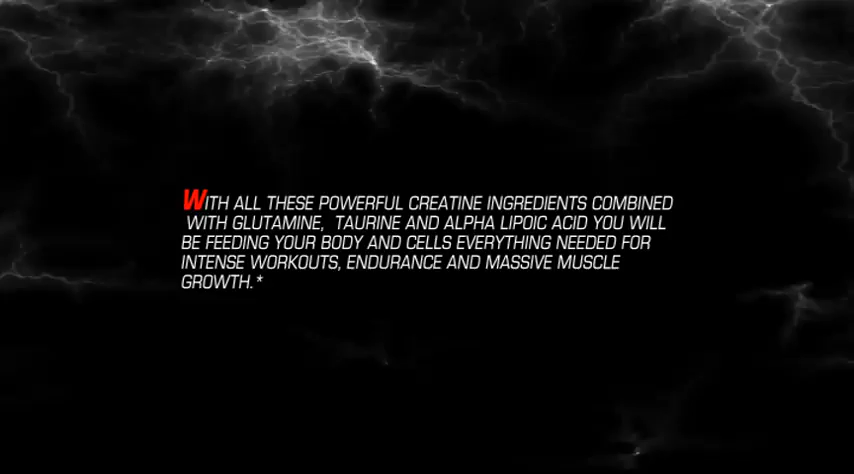 WITH ALL THESE POWERFUL CREATINE INGREDIENTS COMBINED
WITH GLUTAMINE, TAURINE AND ALPHA LIPOIC ACID YOU WILL
BE FEEDING YOUR BODY AND CELLS EVERYTHING NEEDED FOR
INTENSE WORKOUTS, ENDURANCE AND MASSIVE MUSCLE
GROWTH.*